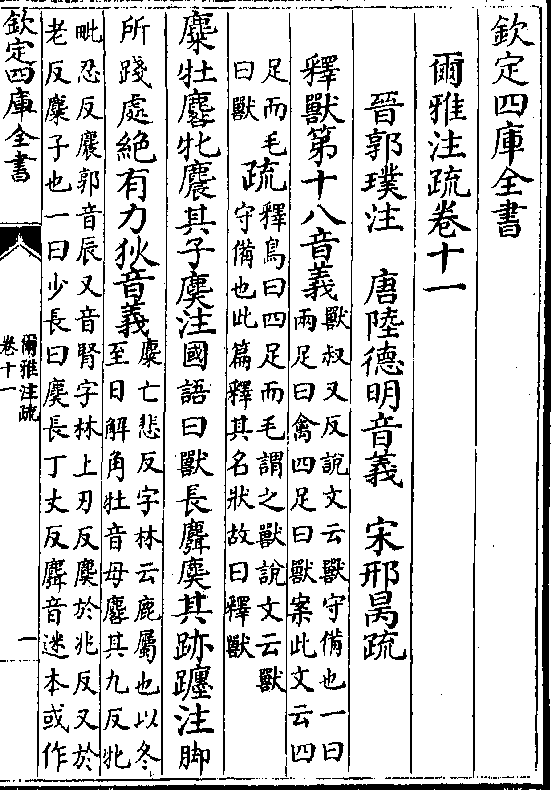 欽定四庫全書
爾雅注疏卷十一
晉郭璞注　唐陸德明音義　宋邢昺疏
釋獸第十八音義
獸叔又反說文云獸守備也一曰
兩足曰禽四足曰獸案此文云四
足而毛
曰獸
疏
釋鳥曰四足而毛謂之獸說文云獸
守備也此篇釋其名狀故曰釋獸
麋牡麔牝麎其子䴠注國語曰獸長麛䴠其跡躔注脚
所踐處絶有力狄音義
麋亡悲反字林云鹿屬也以冬
至日解角牡音母麔其九反牝
毗忍反麎郭音辰又音腎字林上刃反䴠於兆反又於
老反麋子也一曰少長曰䴠長丁丈反麛音迷本或作
欽定四庫全書
爾雅注疏
卷十一
一